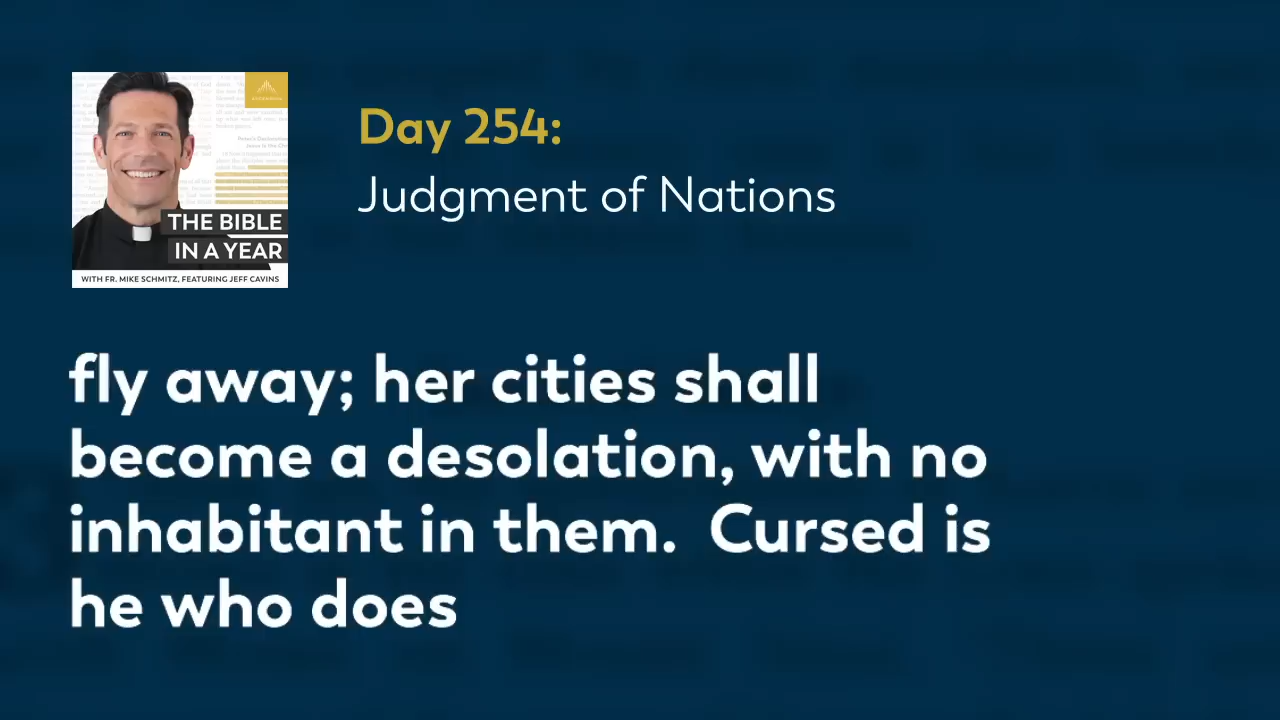 Day 254:
Judgment of Nations
THE BIBLE
IN A YEAR
WITH FR. MIKE SCHMITZ, FEATURING JEFF CAVINS
fly away; her cities shall
become a desolation, with no
inhabitant in them. Cursed is
he who does